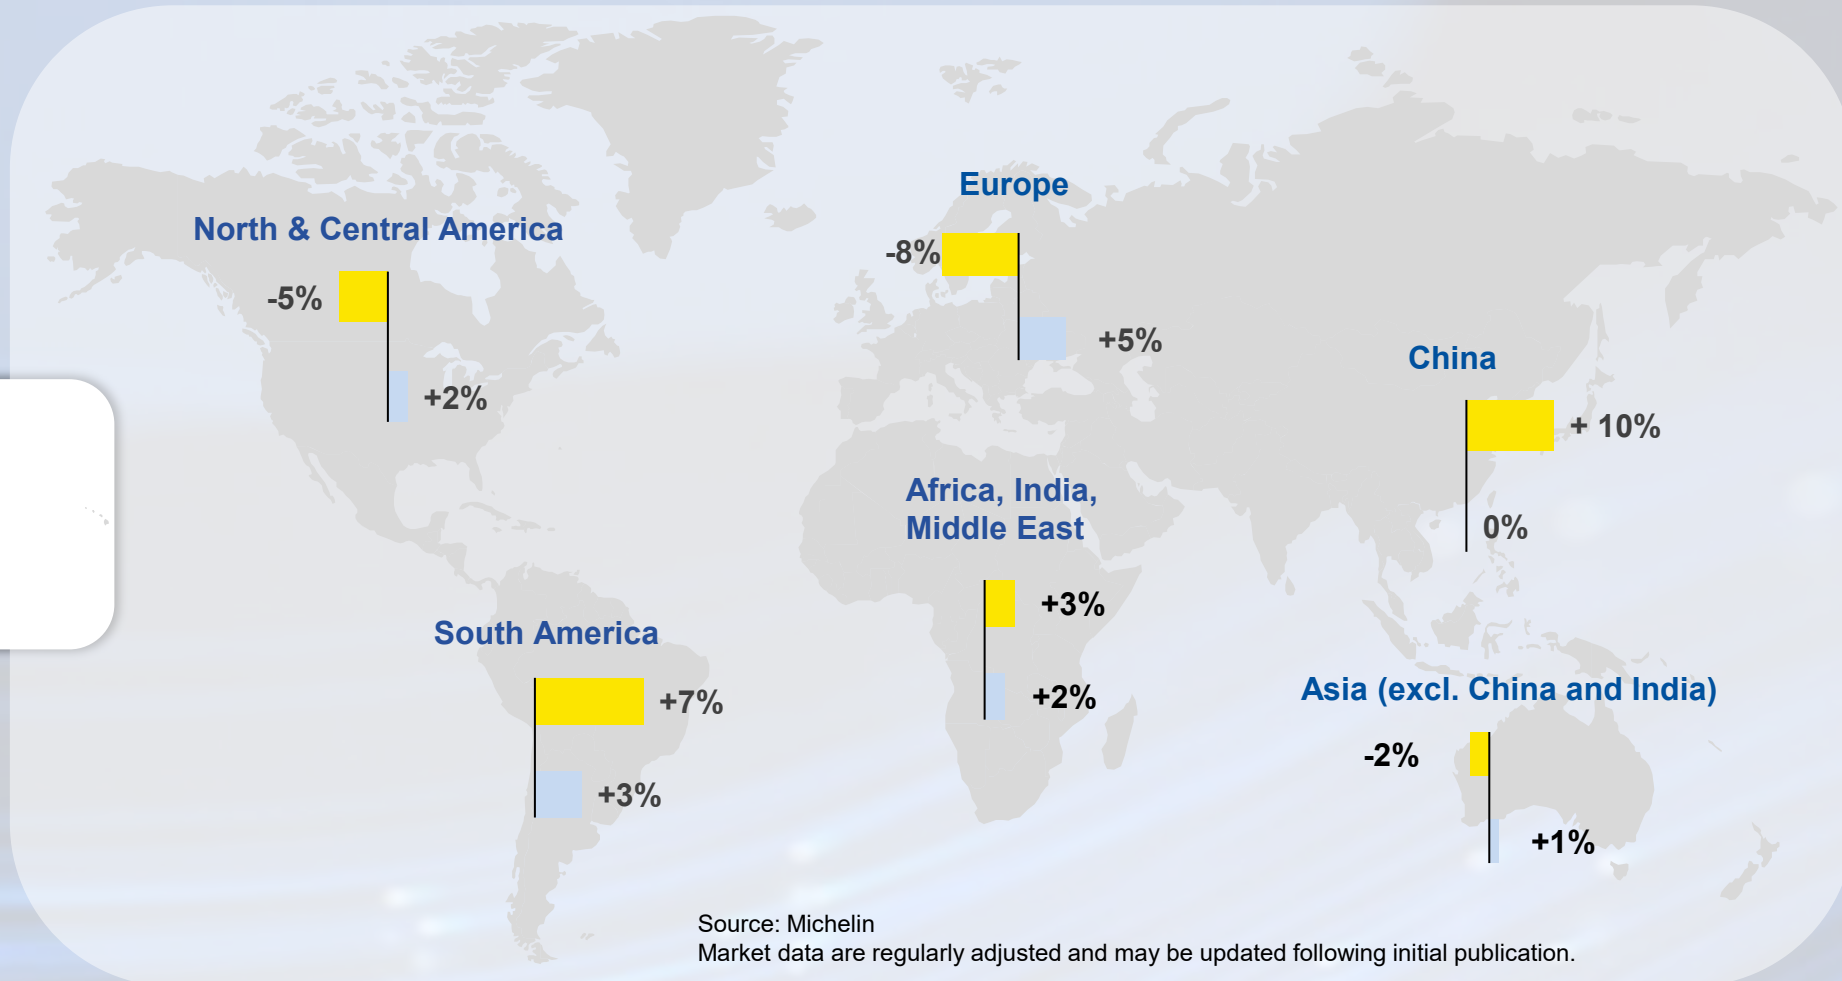 Europe
-8%
+5%
North & Central America
-5%
+2%
China
+ 10%
0%
Africa, India,
Middle East
+3%
+2%
South America
+7%
+3%
Asia (excl. China and India)
-2%
+1%
Source: Michelin
Market data are regularly adjusted and may be updated following initial publication.